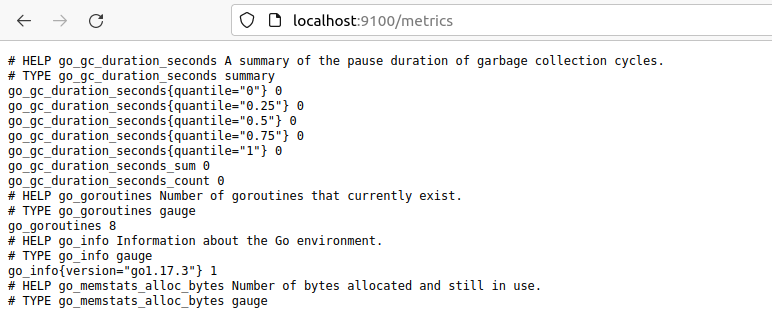 localhost:9100/metrics
# HELP go_gc_duration_seconds A summary of the pause duration of garbage collection cycles.
# TYPE go_gc_duration_seconds summary
go_gc_duration_seconds{quantile="0"} 0
go_gc_duration_seconds{quantile="0.25"} 0
go_gc_duration_seconds{quantile="0.5"} 0
go_gc_duration_seconds{quantile="0.75"} 0
go_gc_duration_seconds{quantile="1"} 0
go_gc_duration_seconds_sum 0
go_gc_duration_seconds_count 0
# HELP go_goroutines Number of goroutines that currently exist.
# TYPE go_goroutines gauge
go_goroutines 8
# HELP go_info Information about the Go environment.
# TYPE go_info gauge
go_info{version="go1.17.3"} 1
# HELP go_memstats_alloc_bytes Number of bytes allocated and still in use.
# TYPE go_memstats_alloc_bytes gauge